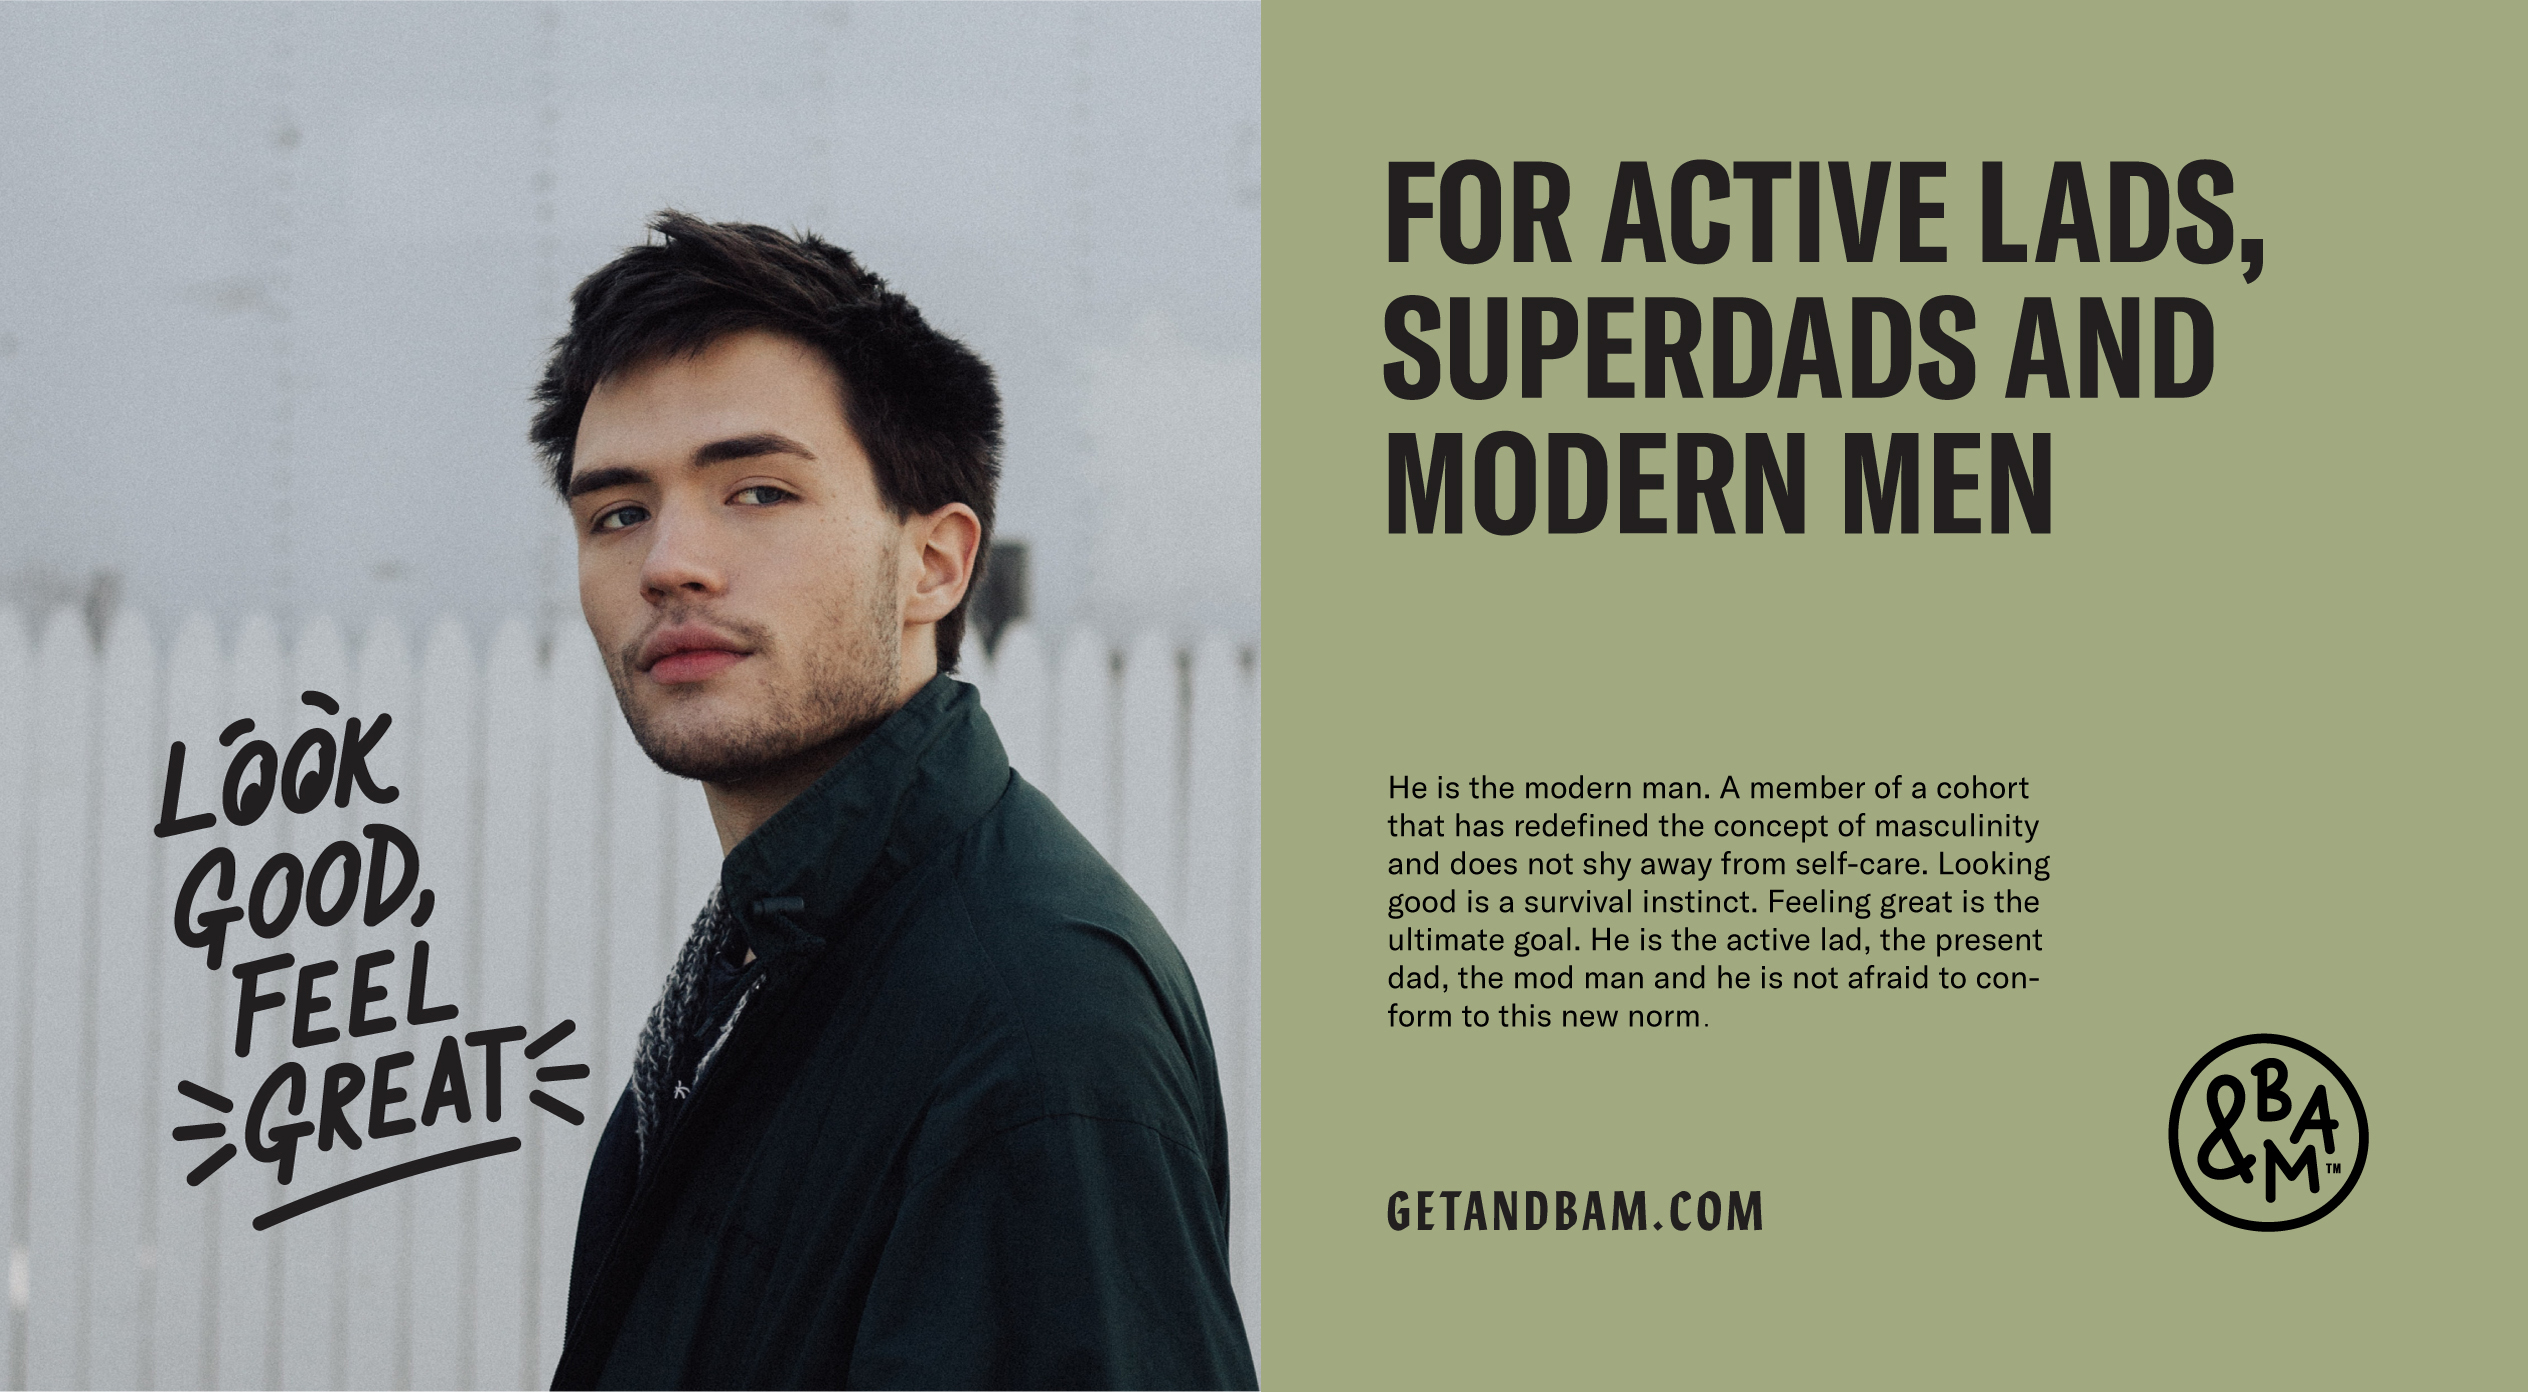 LOOK
GOOD,
FEEL
GREAT
FOR ACTIVE LADS,
SUPERDADS AND
MODERN MEN
He is the modern man. A member of a cohort
that has redefined the concept of masculinity
and does not shy away from self-care. Looking
good is a survival instinct. Feeling great is the
ultimate goal. He is the active lad, the present
dad, the mod man and he is not afraid to con-
form to this new norm.
GETANDBAM.COM
&BAM™